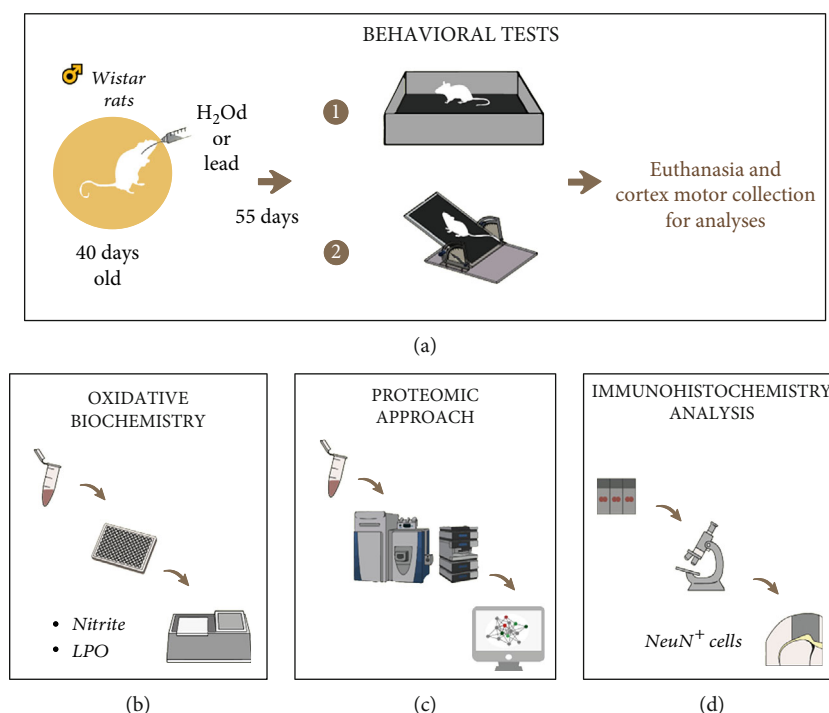 BEHAVIORAL TESTS
♂ Wistar
rats
H₂Od
or
lead
40 days
old
55 days
1
2
Euthanasia and
cortex motor collection
for analyses
(a)
OXIDATIVE
BIOCHEMISTRY
• Nitrite
• LPO
(b)
PROTEOMIC
APPROACH
(c)
IMMUNOHISTOCHEMISTRY
ANALYSIS
NeuN⁺ cells
(d)